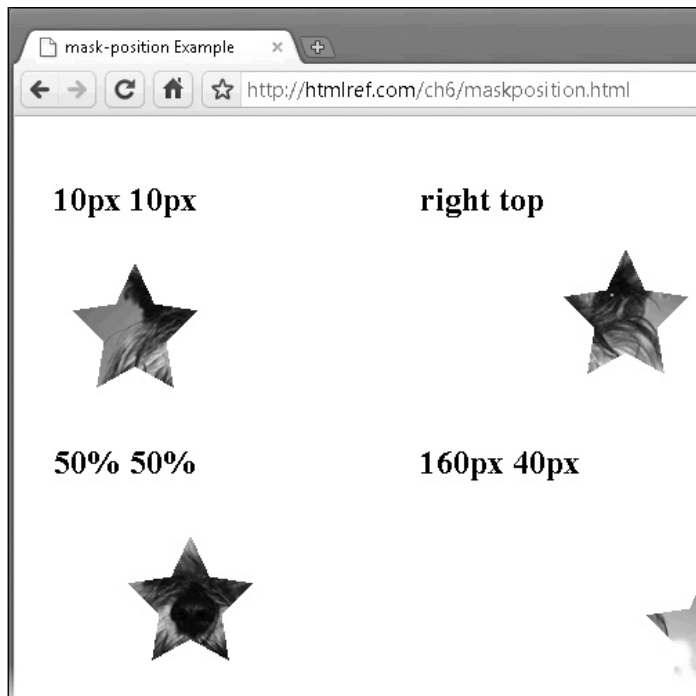 mask-position Example
http://htmlref.com/ch6/maskposition.html
10px 10px
right top
50% 50%
160px 40px